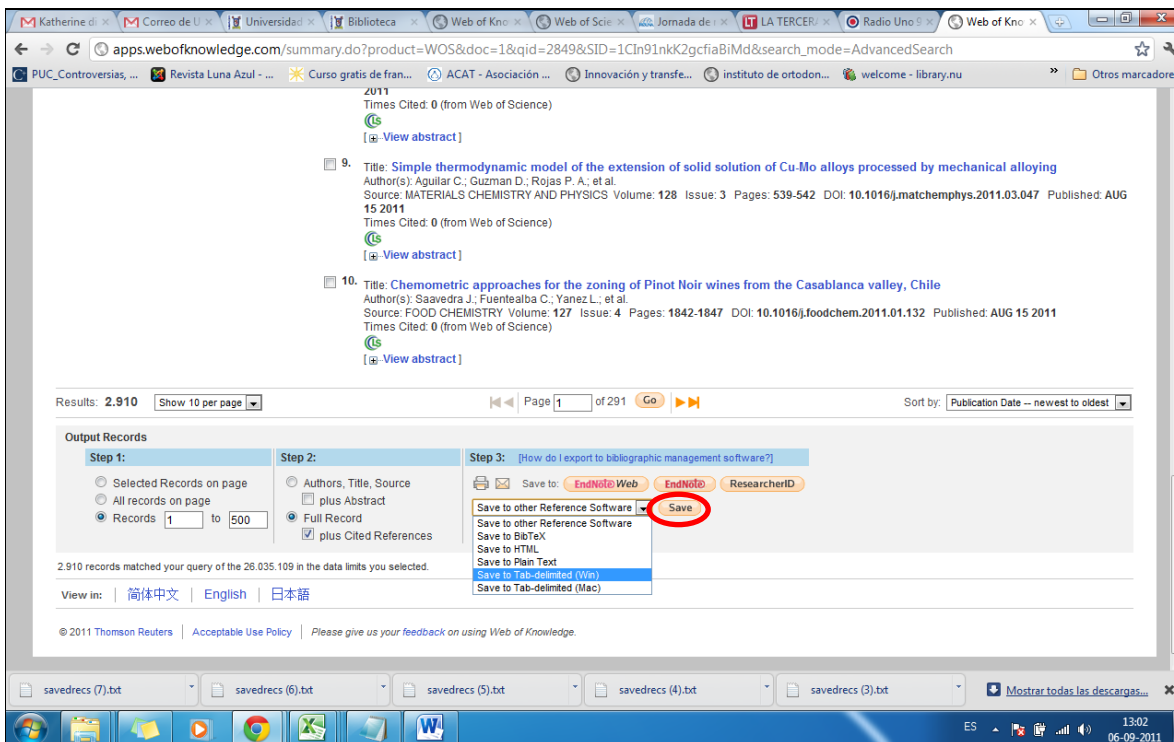 Katherine d
Correo de U
Universidad
Biblioteca
Web of Kno
Web of Scie
Jornada de
LA TERCER
Radio Uno 9
Web of Kno
apps.webofknowledge.com/summary.do?product=WOS&doc=1&qid=2849&SID=1CIn91nkK2gcfiaBiMd&search_mode=AdvancedSearch
PUC_Controversias, ... Revista Luna Azul - ... Curso gratis de fran... ACAT - Asociación ... Innovación y transfe... instituto de ortodon... welcome - library.nu » Otros marcadore
2011
Times Cited: 0 (from Web of Science)
[View abstract]
9. Title: Simple thermodynamic model of the extension of solid solution of Cu-Mo alloys processed by mechanical alloying
Author(s): Aguilar C.; Guzman D.; Rojas P. A.; et al.
Source: MATERIALS CHEMISTRY AND PHYSICS Volume: 128 Issue: 3 Pages: 539-542 DOI: 10.1016/j.matchemphys.2011.03.047 Published: AUG
15 2011
Times Cited: 0 (from Web of Science)
[View abstract]
10. Title: Chemometric approaches for the zoning of Pinot Noir wines from the Casablanca valley, Chile
Author(s): Saavedra J.; Fuentealba C.; Yanez L.; et al.
Source: FOOD CHEMISTRY Volume: 127 Issue: 4 Pages: 1842-1847 DOI: 10.1016/j.foodchem.2011.01.132 Published: AUG 15 2011
Times Cited: 0 (from Web of Science)
[View abstract]
Results: 2.910 Show 10 per page Page 1 of 291 Go Sort by: Publication Date -- newest to oldest
Output Records
Step 1: Step 2: Step 3: [How do I export to bibliographic management software?]
Selected Records on page Authors, Title, Source Save to: EndNote Web EndNote ResearcherID
All records on page plus Abstract Save to other Reference Software Save
Records 1 to 500 Full Record
plus Cited References
Save to other Reference Software
Save to BibTeX
Save to HTML
Save to Plain Text
Save to Tab-delimited (Win)
Save to Tab-delimited (Mac)
2.910 records matched your query of the 26.035.109 in the data limits you selected.
View in: | 简体中文 | English | 日本語
© 2011 Thomson Reuters | Acceptable Use Policy | Please give us your feedback on using Web of Knowledge.
savedrecs (7).txt savedrecs (6).txt savedrecs (5).txt savedrecs (4).txt savedrecs (3).txt Mostrar todas las descargas...
ES 13:02
06-09-2011